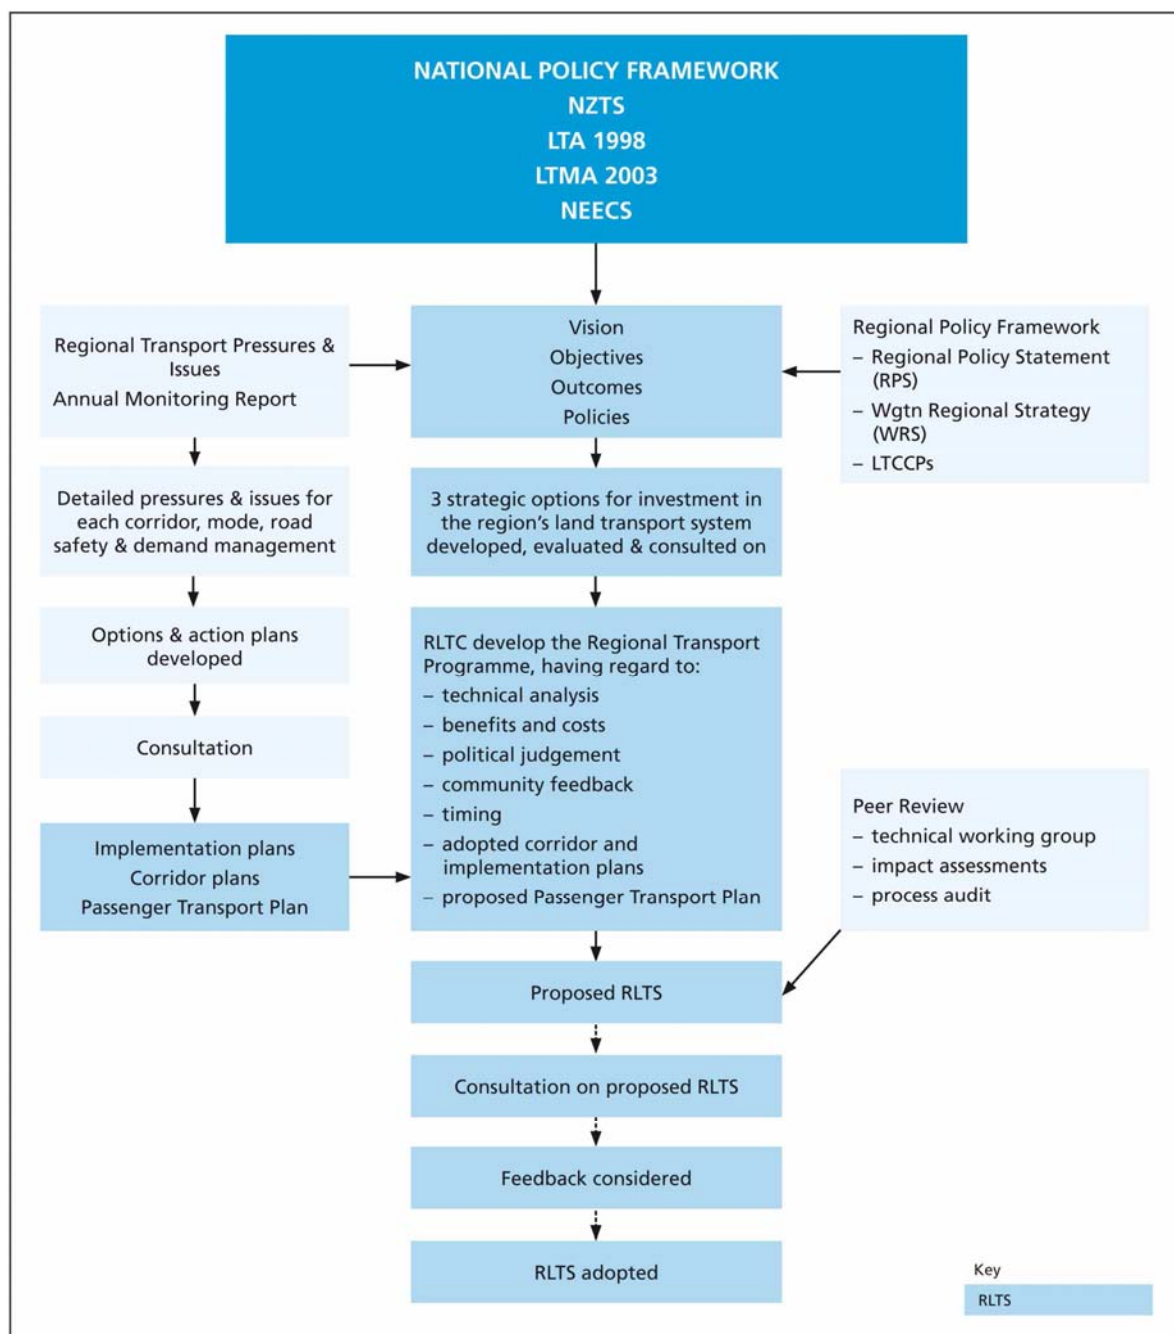 NATIONAL POLICY FRAMEWORK
NZTS
LTA 1998
LTMA 2003
NEECS
Regional Transport Pressures &
Issues
Annual Monitoring Report
Vision
Objectives
Outcomes
Policies
Regional Policy Framework
– Regional Policy Statement
(RPS)
– Wgtn Regional Strategy
(WRS)
– LTCCPs
Detailed pressures & issues for
each corridor, mode, road
safety & demand management
3 strategic options for investment in
the region's land transport system
developed, evaluated & consulted on
Options & action plans
developed
Consultation
Implementation plans
Corridor plans
Passenger Transport Plan
RLTC develop the Regional Transport
Programme, having regard to:
– technical analysis
– benefits and costs
– political judgement
– community feedback
– timing
– adopted corridor and
implementation plans
– proposed Passenger Transport Plan
Peer Review
– technical working group
– impact assessments
– process audit
Proposed RLTS
Consultation on proposed RLTS
Feedback considered
RLTS adopted
Key
RLTS